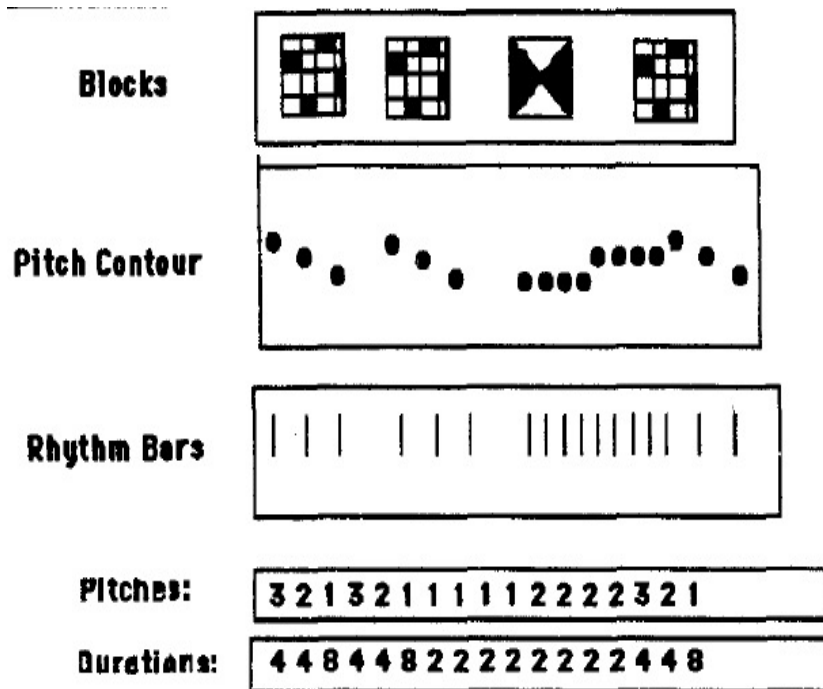 Blocks
Pitch Contour
Rhythm Bars
Pitches: 3 2 1 3 2 1 1 1 1 1 2 2 2 2 3 2 1
Durations: 4 4 8 4 4 8 2 2 2 2 2 2 2 2 4 4 8